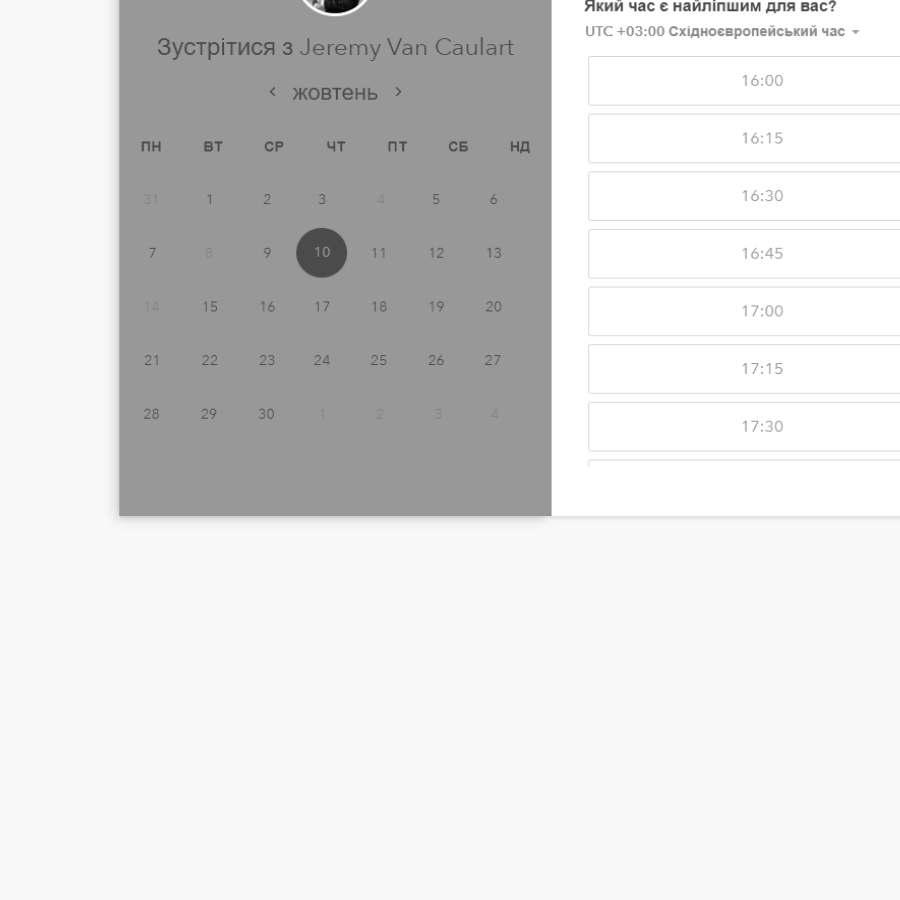 Зустрітися з Jeremy Van Caulart
жовтень
ПН ВТ СР ЧТ ПТ СБ НД
31 1 2 3 4 5 6
7 8 9 10 11 12 13
14 15 16 17 18 19 20
21 22 23 24 25 26 27
28 29 30 1 2 3 4
Який час є найліпшим для вас?
UTC +03:00 Східноєвропейський час
16:00
16:15
16:30
16:45
17:00
17:15
17:30